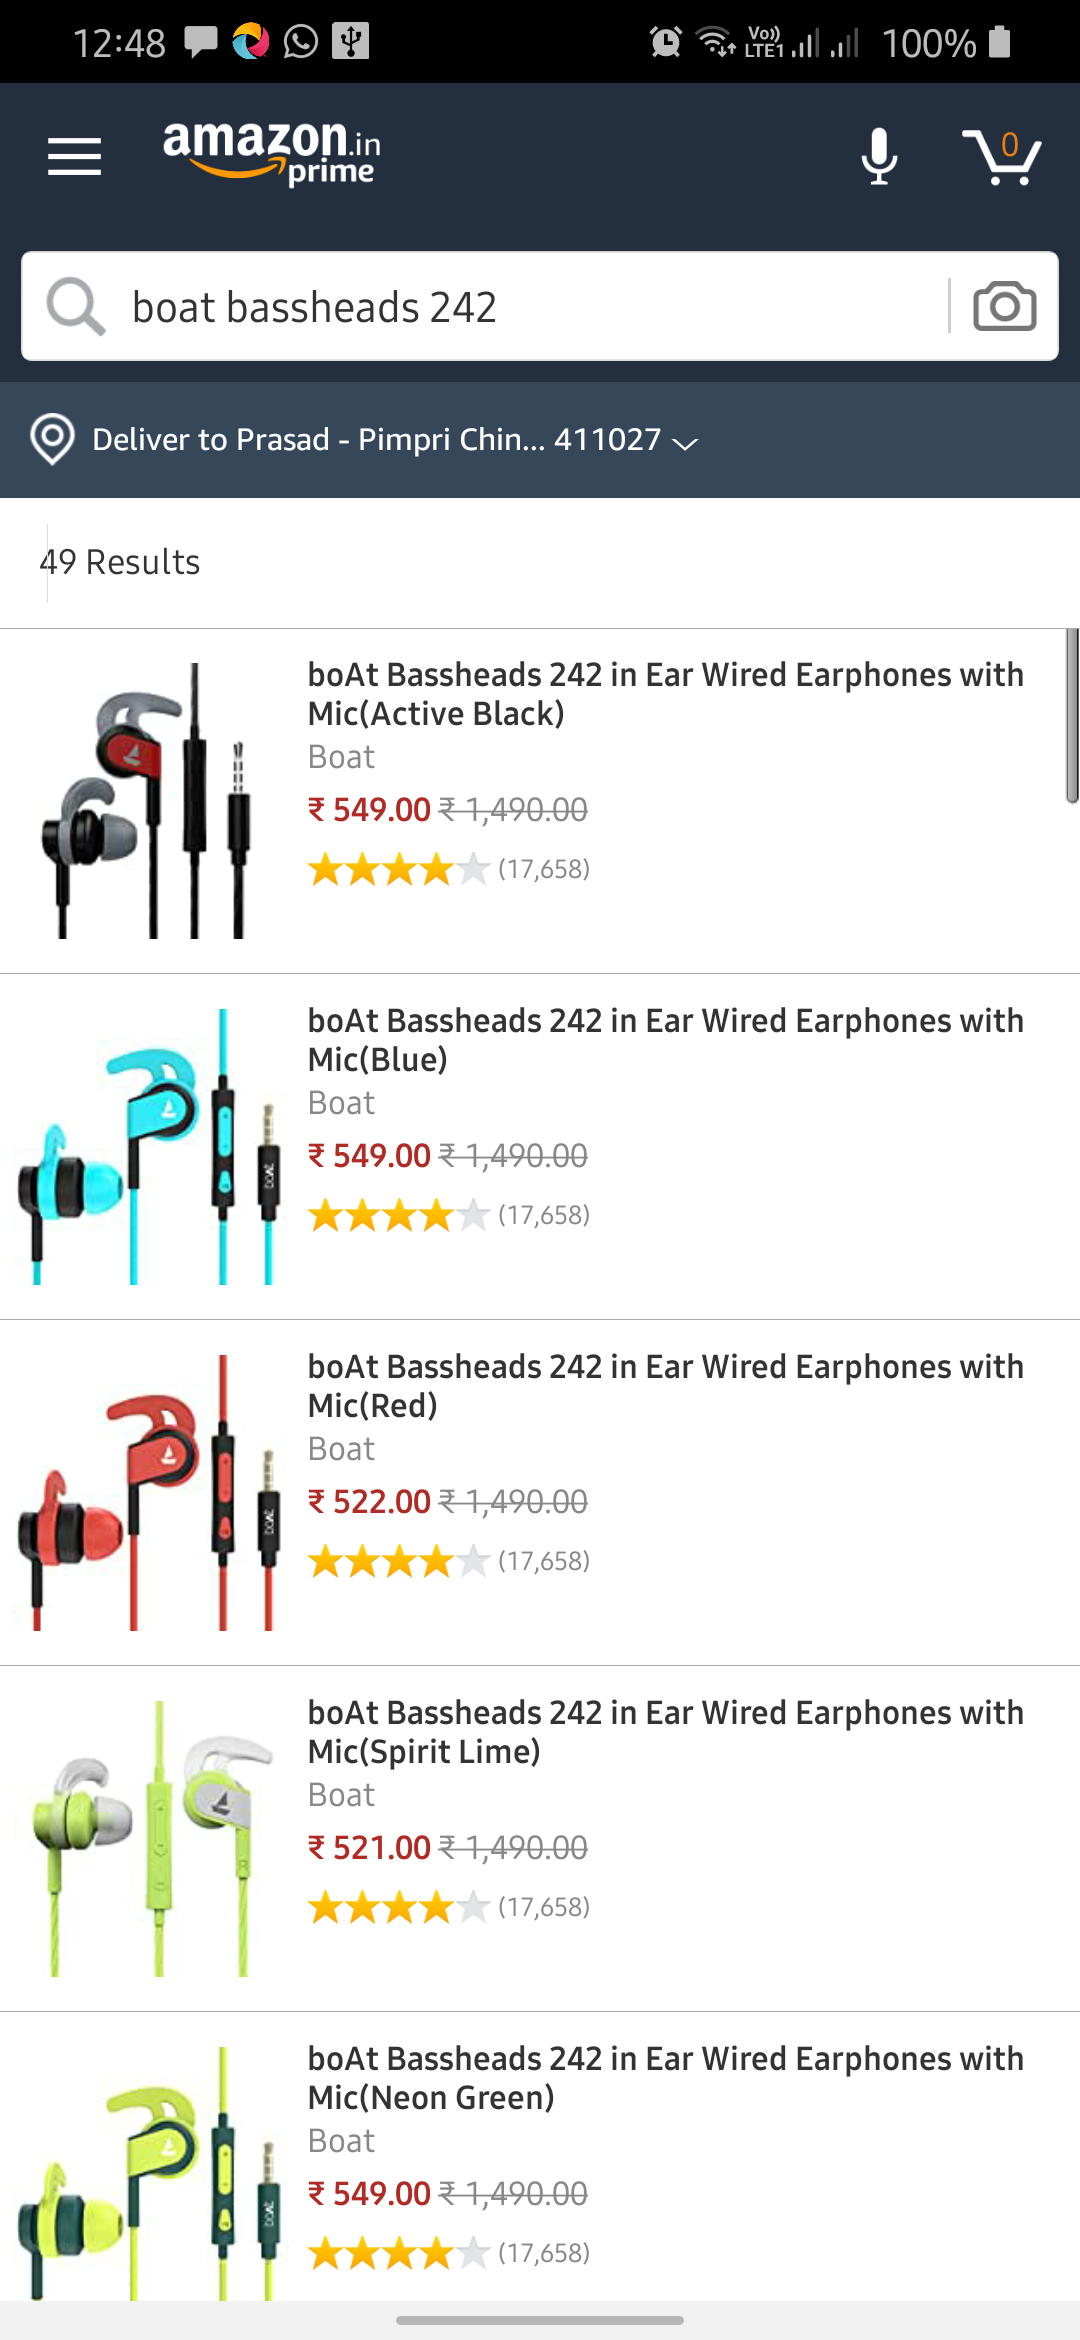 12:48 Vo)) LTE1 100%
amazon.in
prime
0
boat bassheads 242
Deliver to Prasad - Pimpri Chin... 411027
49 Results
boAt Bassheads 242 in Ear Wired Earphones with
Mic(Active Black)
Boat
₹ 549.00 ₹ 1,490.00
(17,658)
boAt Bassheads 242 in Ear Wired Earphones with
Mic(Blue)
Boat
₹ 549.00 ₹ 1,490.00
(17,658)
boAt
boAt Bassheads 242 in Ear Wired Earphones with
Mic(Red)
Boat
₹ 522.00 ₹ 1,490.00
(17,658)
boAt
boAt Bassheads 242 in Ear Wired Earphones with
Mic(Spirit Lime)
Boat
₹ 521.00 ₹ 1,490.00
(17,658)
R
boAt Bassheads 242 in Ear Wired Earphones with
Mic(Neon Green)
Boat
₹ 549.00 ₹ 1,490.00
(17,658)
boAt